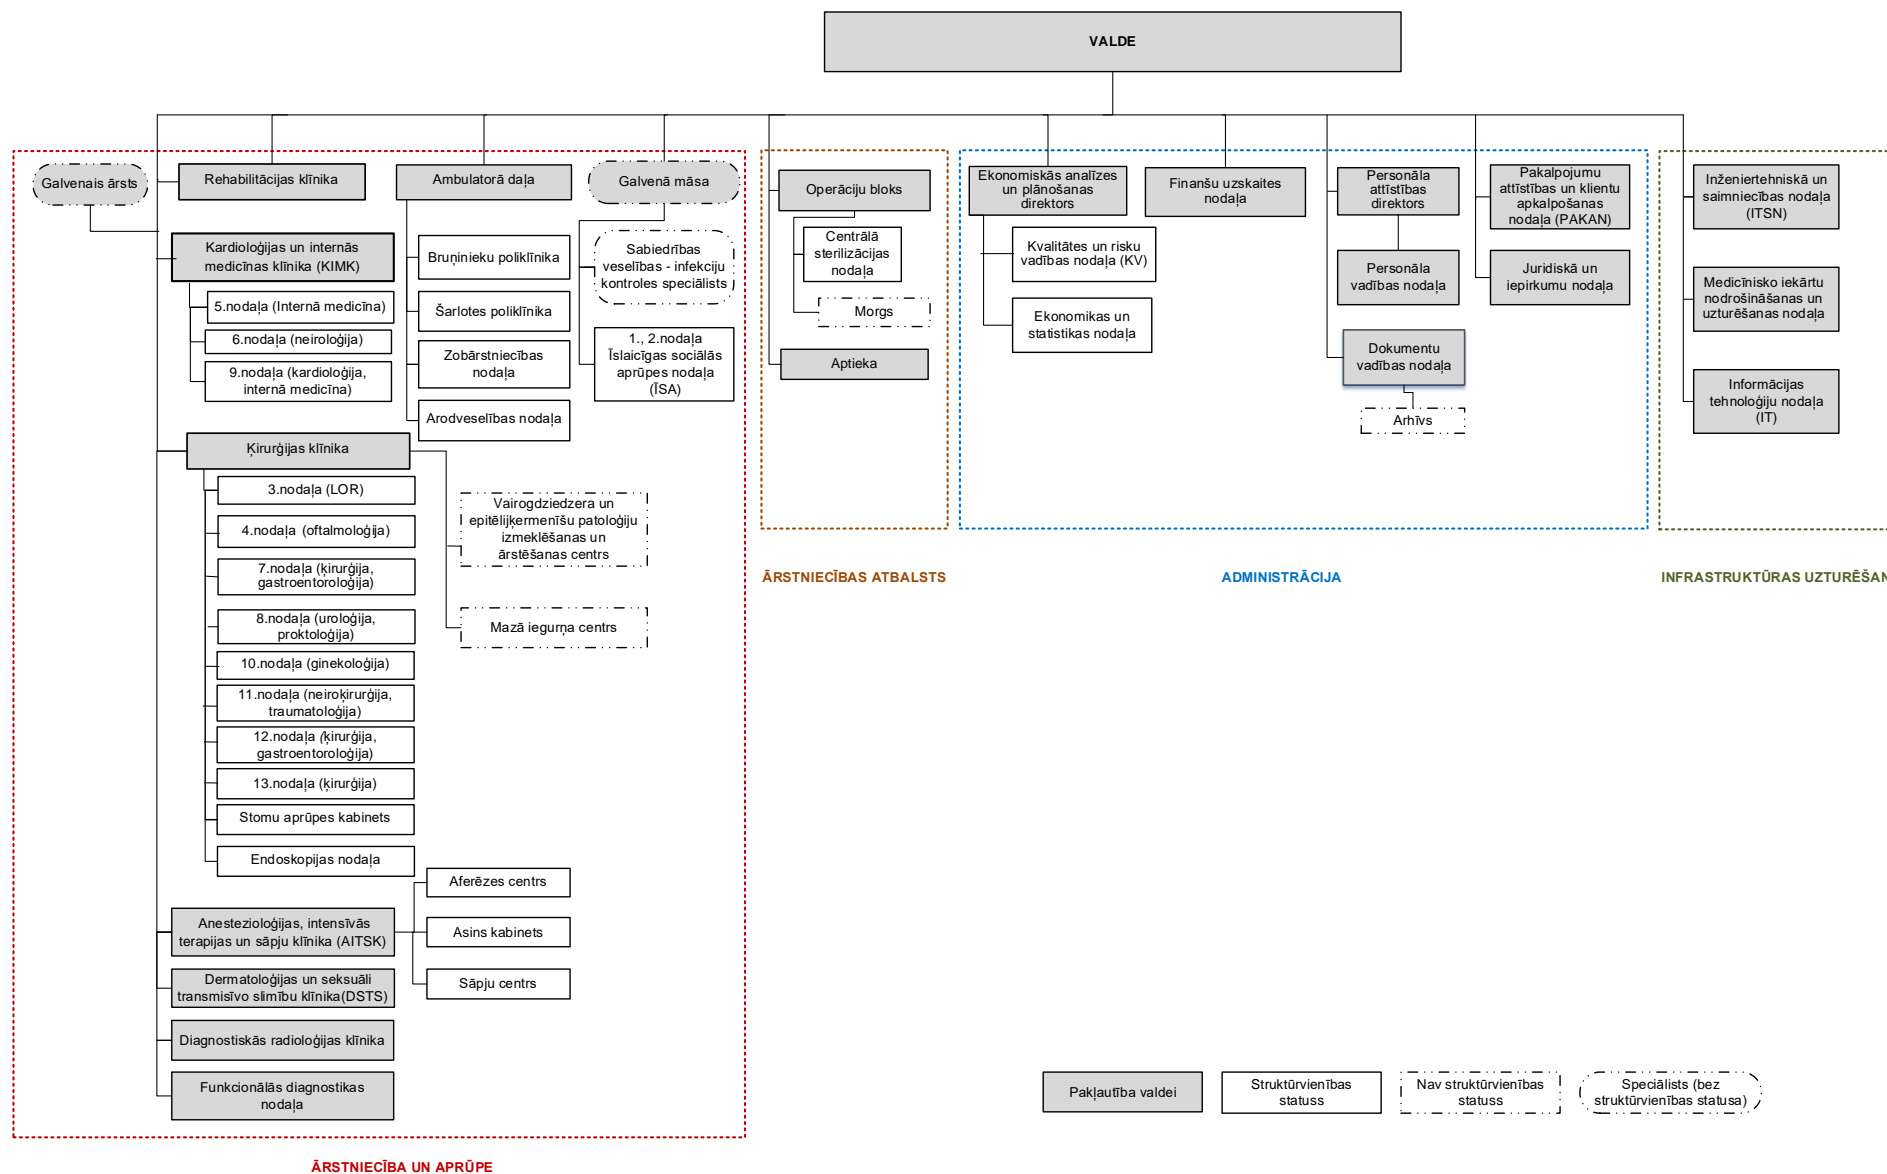 VALDE
Galvenais ārsts
Rehabilitācijas klīnika
Kardioloģijas un internās
medicīnas klīnika (KIMK)
5.nodaļa (Internā medicīna)
6.nodaļa (neiroloģija)
9.nodaļa (kardioloģija,
internā medicīna)
Ambulatorā daļa
Bruņinieku poliklīnika
Šarlotes poliklīnika
Zobārstniecības
nodaļa
Arodveselības nodaļa
Galvenā māsa
Sabiedrības
veselības - infekciju
kontroles speciālists
1., 2.nodaļa
Īslaicīgas sociālās
aprūpes nodaļa
(ĪSA)
Ķirurģijas klīnika
3.nodaļa (LOR)
4.nodaļa (oftalmoloģija)
7.nodaļa (ķirurģija,
gastroentoroloģija)
8.nodaļa (uroloģija,
proktoloģija)
10.nodaļa (ginekoloģija)
11.nodaļa (neiroķirurģija,
traumatoloģija)
12.nodaļa (ķirurģija,
gastroentoroloģija)
13.nodaļa (ķirurģija)
Stomu aprūpes kabinets
Endoskopijas nodaļa
Vairogdziedzera un
epitēlijķermenīšu patoloģiju
izmeklēšanas un
ārstēšanas centrs
Mazā iegurņa centrs
Anestezioloģijas, intensīvās
terapijas un sāpju klīnika (AITSK)
Aferēzes centrs
Asins kabinets
Sāpju centrs
Dermatoloģijas un seksuāli
transmisīvo slimību klīnika(DSTS)
Diagnostiskās radioloģijas klīnika
Funkcionālās diagnostikas
nodaļa
ĀRSTNIECĪBA UN APRŪPE
Operāciju bloks
Centrālā
sterilizācijas
nodaļa
Morgs
Aptieka
ĀRSTNIECĪBAS ATBALSTS
Ekonomiskās analīzes
un plānošanas
direktors
Kvalitātes un risku
vadības nodaļa (KV)
Ekonomikas un
statistikas nodaļa
Finanšu uzskaites
nodaļa
Personāla
attīstības
direktors
Personāla
vadības nodaļa
Dokumentu
vadības nodaļa
Arhīvs
Pakalpojumu
attīstības un klientu
apkalpošanas
nodaļa (PAKAN)
Juridiskā un
iepirkumu nodaļa
ADMINISTRĀCIJA
Inženiertehniskā un
saimniecības nodaļa
(ITSN)
Medicīnisko iekārtu
nodrošināšanas un
uzturēšanas nodaļa
Informācijas
tehnoloģiju nodaļa
(IT)
INFRASTRUKTŪRAS UZTURĒŠAN
Pakļautība valdei
Struktūrvienības
statuss
Nav struktūrvienības
statuss
Speciālists (bez
struktūrvienības statusa)